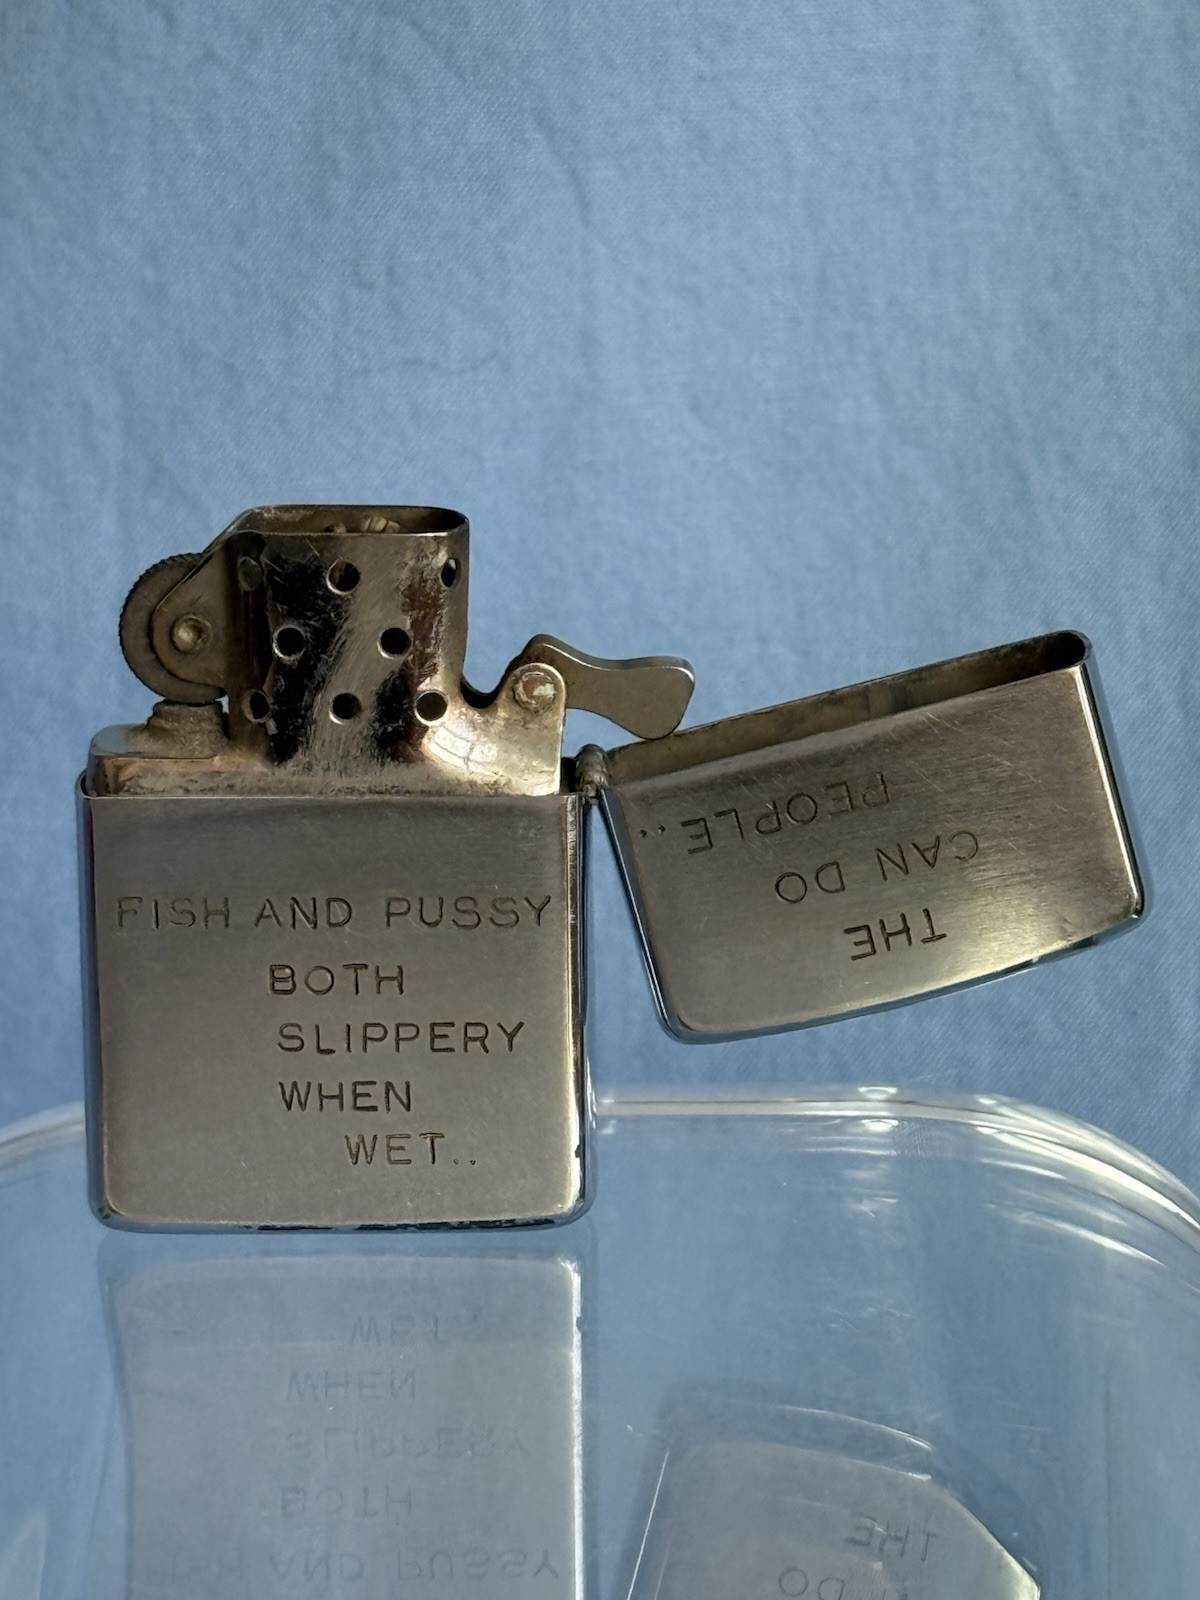 THE
CAN DO
PEOPLE..
FISH AND PUSSY
BOTH
SLIPPERY
WHEN
WET..